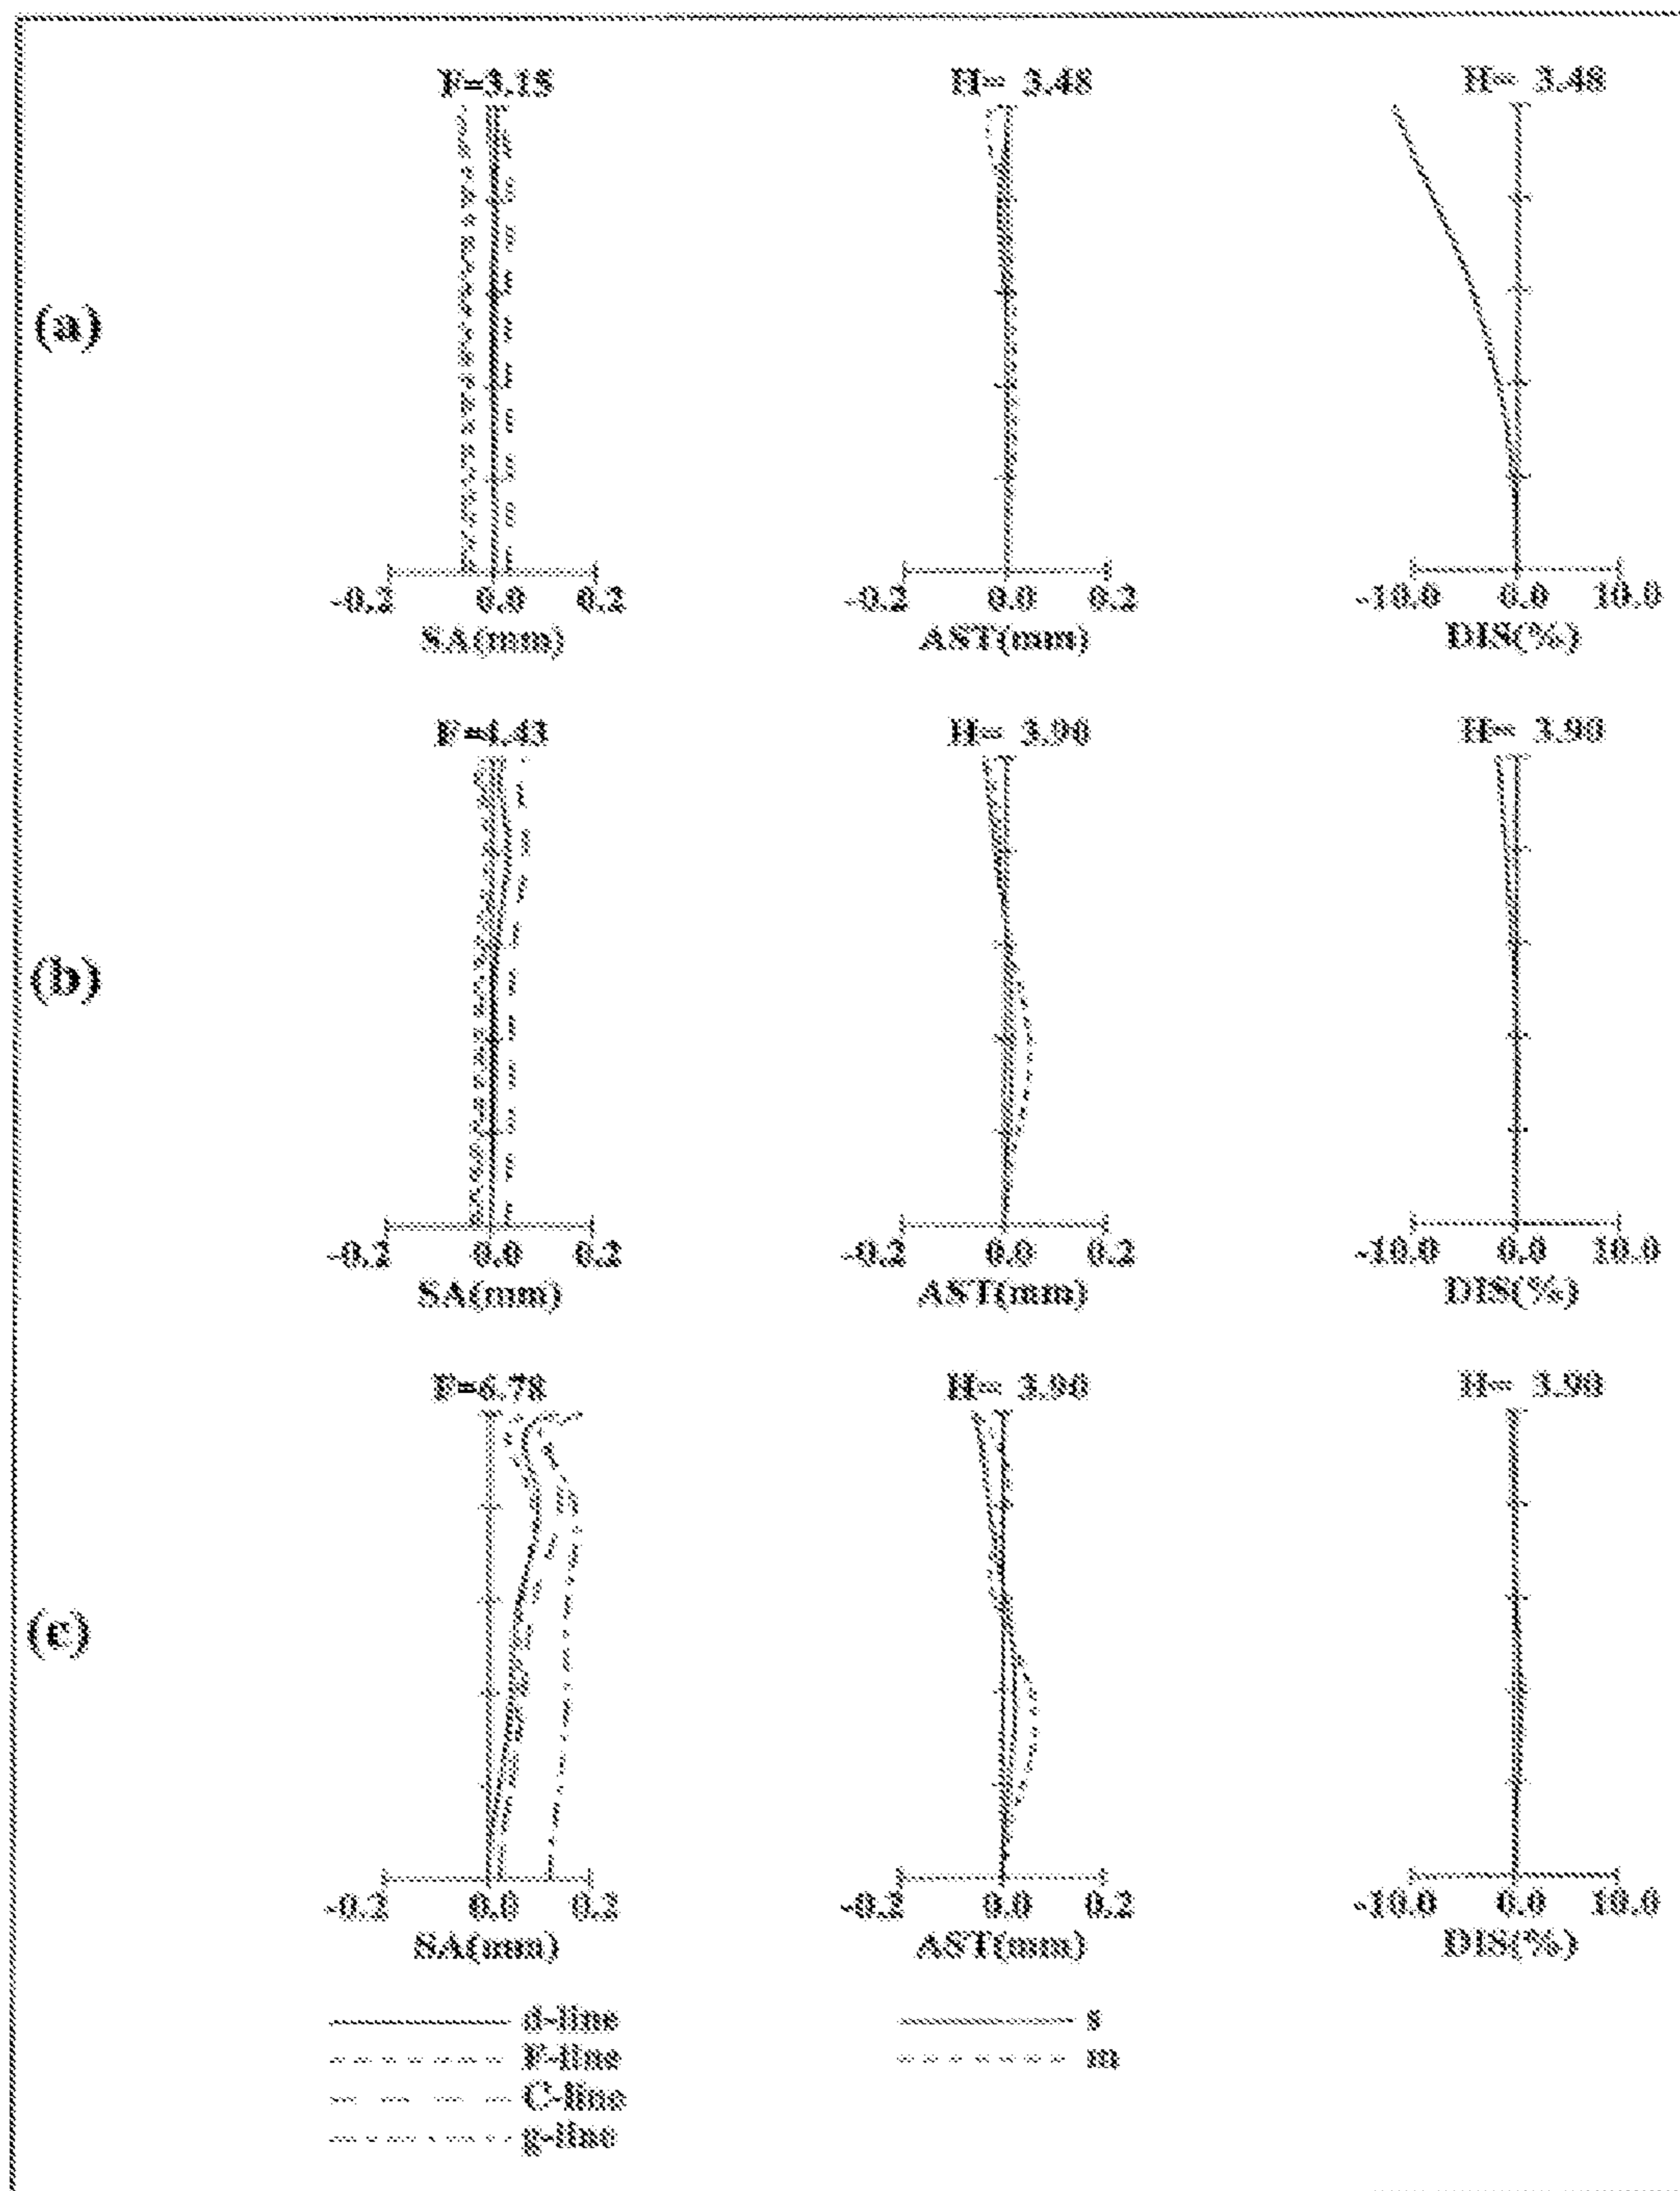 F=3.15 H= 3.48 H= 3.48
(a)
-0.2 0.0 0.2 -0.2 0.0 0.2 -10.0 0.0 10.0
SA(mm) AST(mm) DIS(%)
F=4.43 H= 3.90 H= 3.90
(b)
-0.2 0.0 0.2 -0.2 0.0 0.2 -10.0 0.0 10.0
SA(mm) AST(mm) DIS(%)
F=6.78 H= 3.90 H= 3.90
(c)
-0.2 0.0 0.2 -0.2 0.0 0.2 -10.0 0.0 10.0
SA(mm) AST(mm) DIS(%)
d-line s
F-line m
C-line
g-line